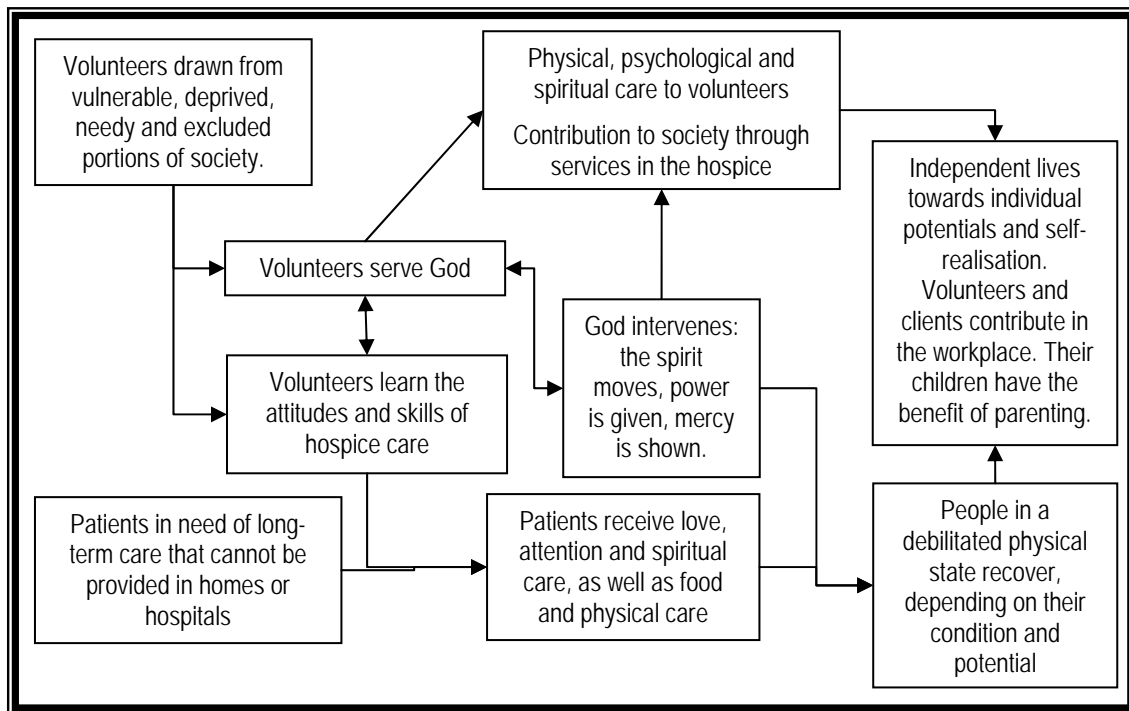 Volunteers drawn from
vulnerable, deprived,
needy and excluded
portions of society.
Physical, psychological and
spiritual care to volunteers
Contribution to society through
services in the hospice
Independent lives
towards individual
potentials and self-
realisation.
Volunteers and
clients contribute in
the workplace. Their
children have the
benefit of parenting.
Volunteers serve God
God intervenes:
the spirit
moves, power
is given, mercy
is shown.
Volunteers learn the
attitudes and skills of
hospice care
Patients in need of long-
term care that cannot be
provided in homes or
hospitals
Patients receive love,
attention and spiritual
care, as well as food
and physical care
People in a
debilitated physical
state recover,
depending on their
condition and
potential